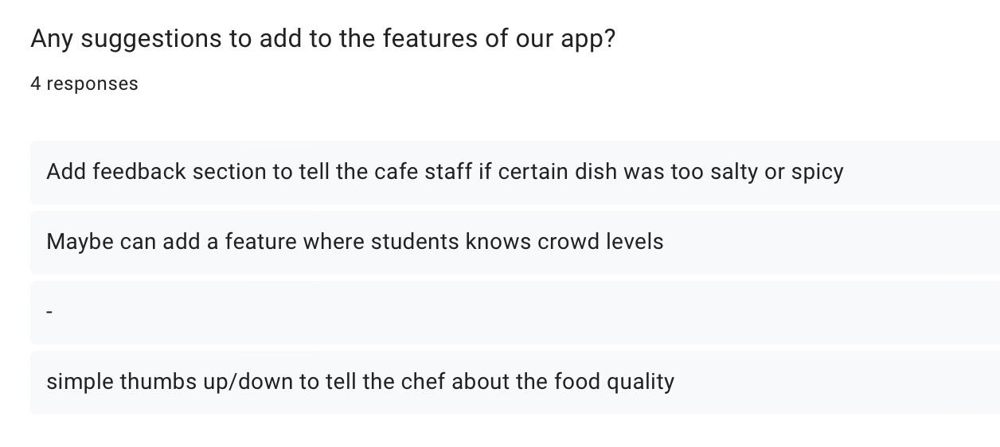 Any suggestions to add to the features of our app?
4 responses
Add feedback section to tell the cafe staff if certain dish was too salty or spicy
Maybe can add a feature where students knows crowd levels
-
simple thumbs up/down to tell the chef about the food quality